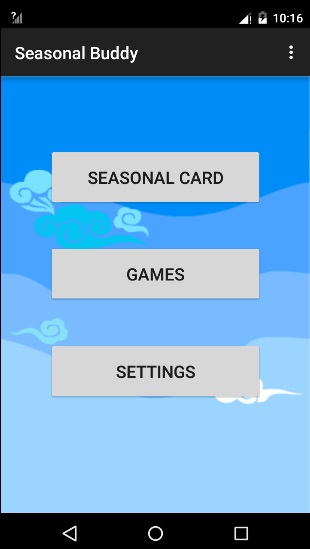 ?
10:16
Seasonal Buddy
SEASONAL CARD
GAMES
SETTINGS